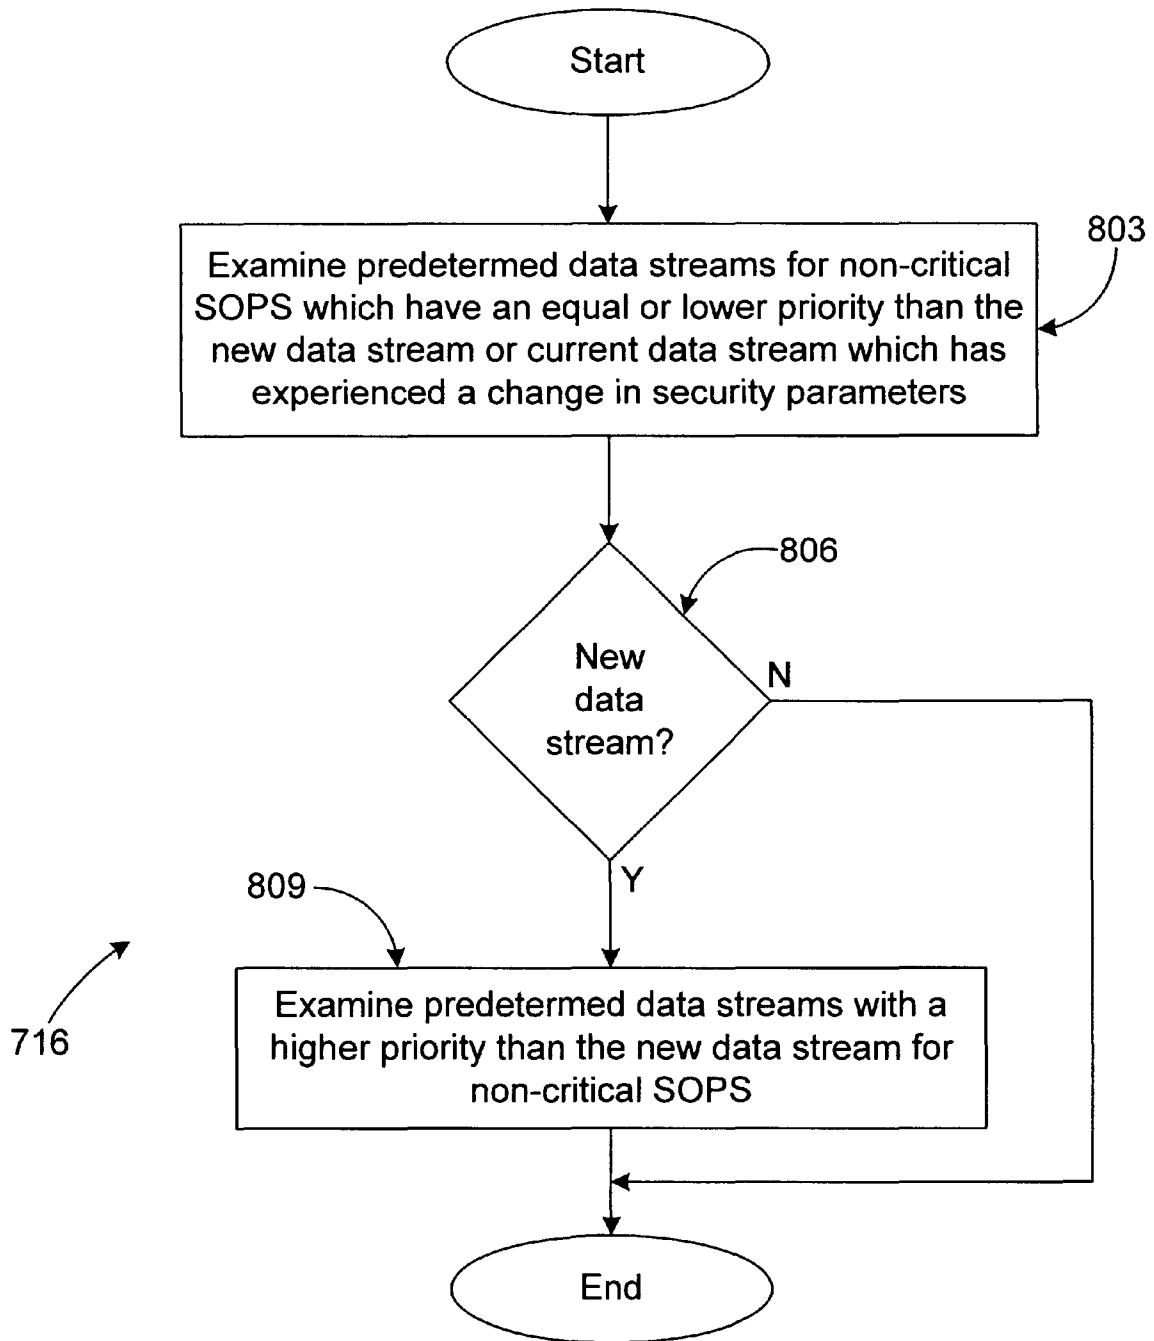 Start
803
Examine predetermed data streams for non-critical
SOPS which have an equal or lower priority than the
new data stream or current data stream which has
experienced a change in security parameters
806
New
data
stream?
N
Y
809
Examine predetermed data streams with a
higher priority than the new data stream for
non-critical SOPS
716
End